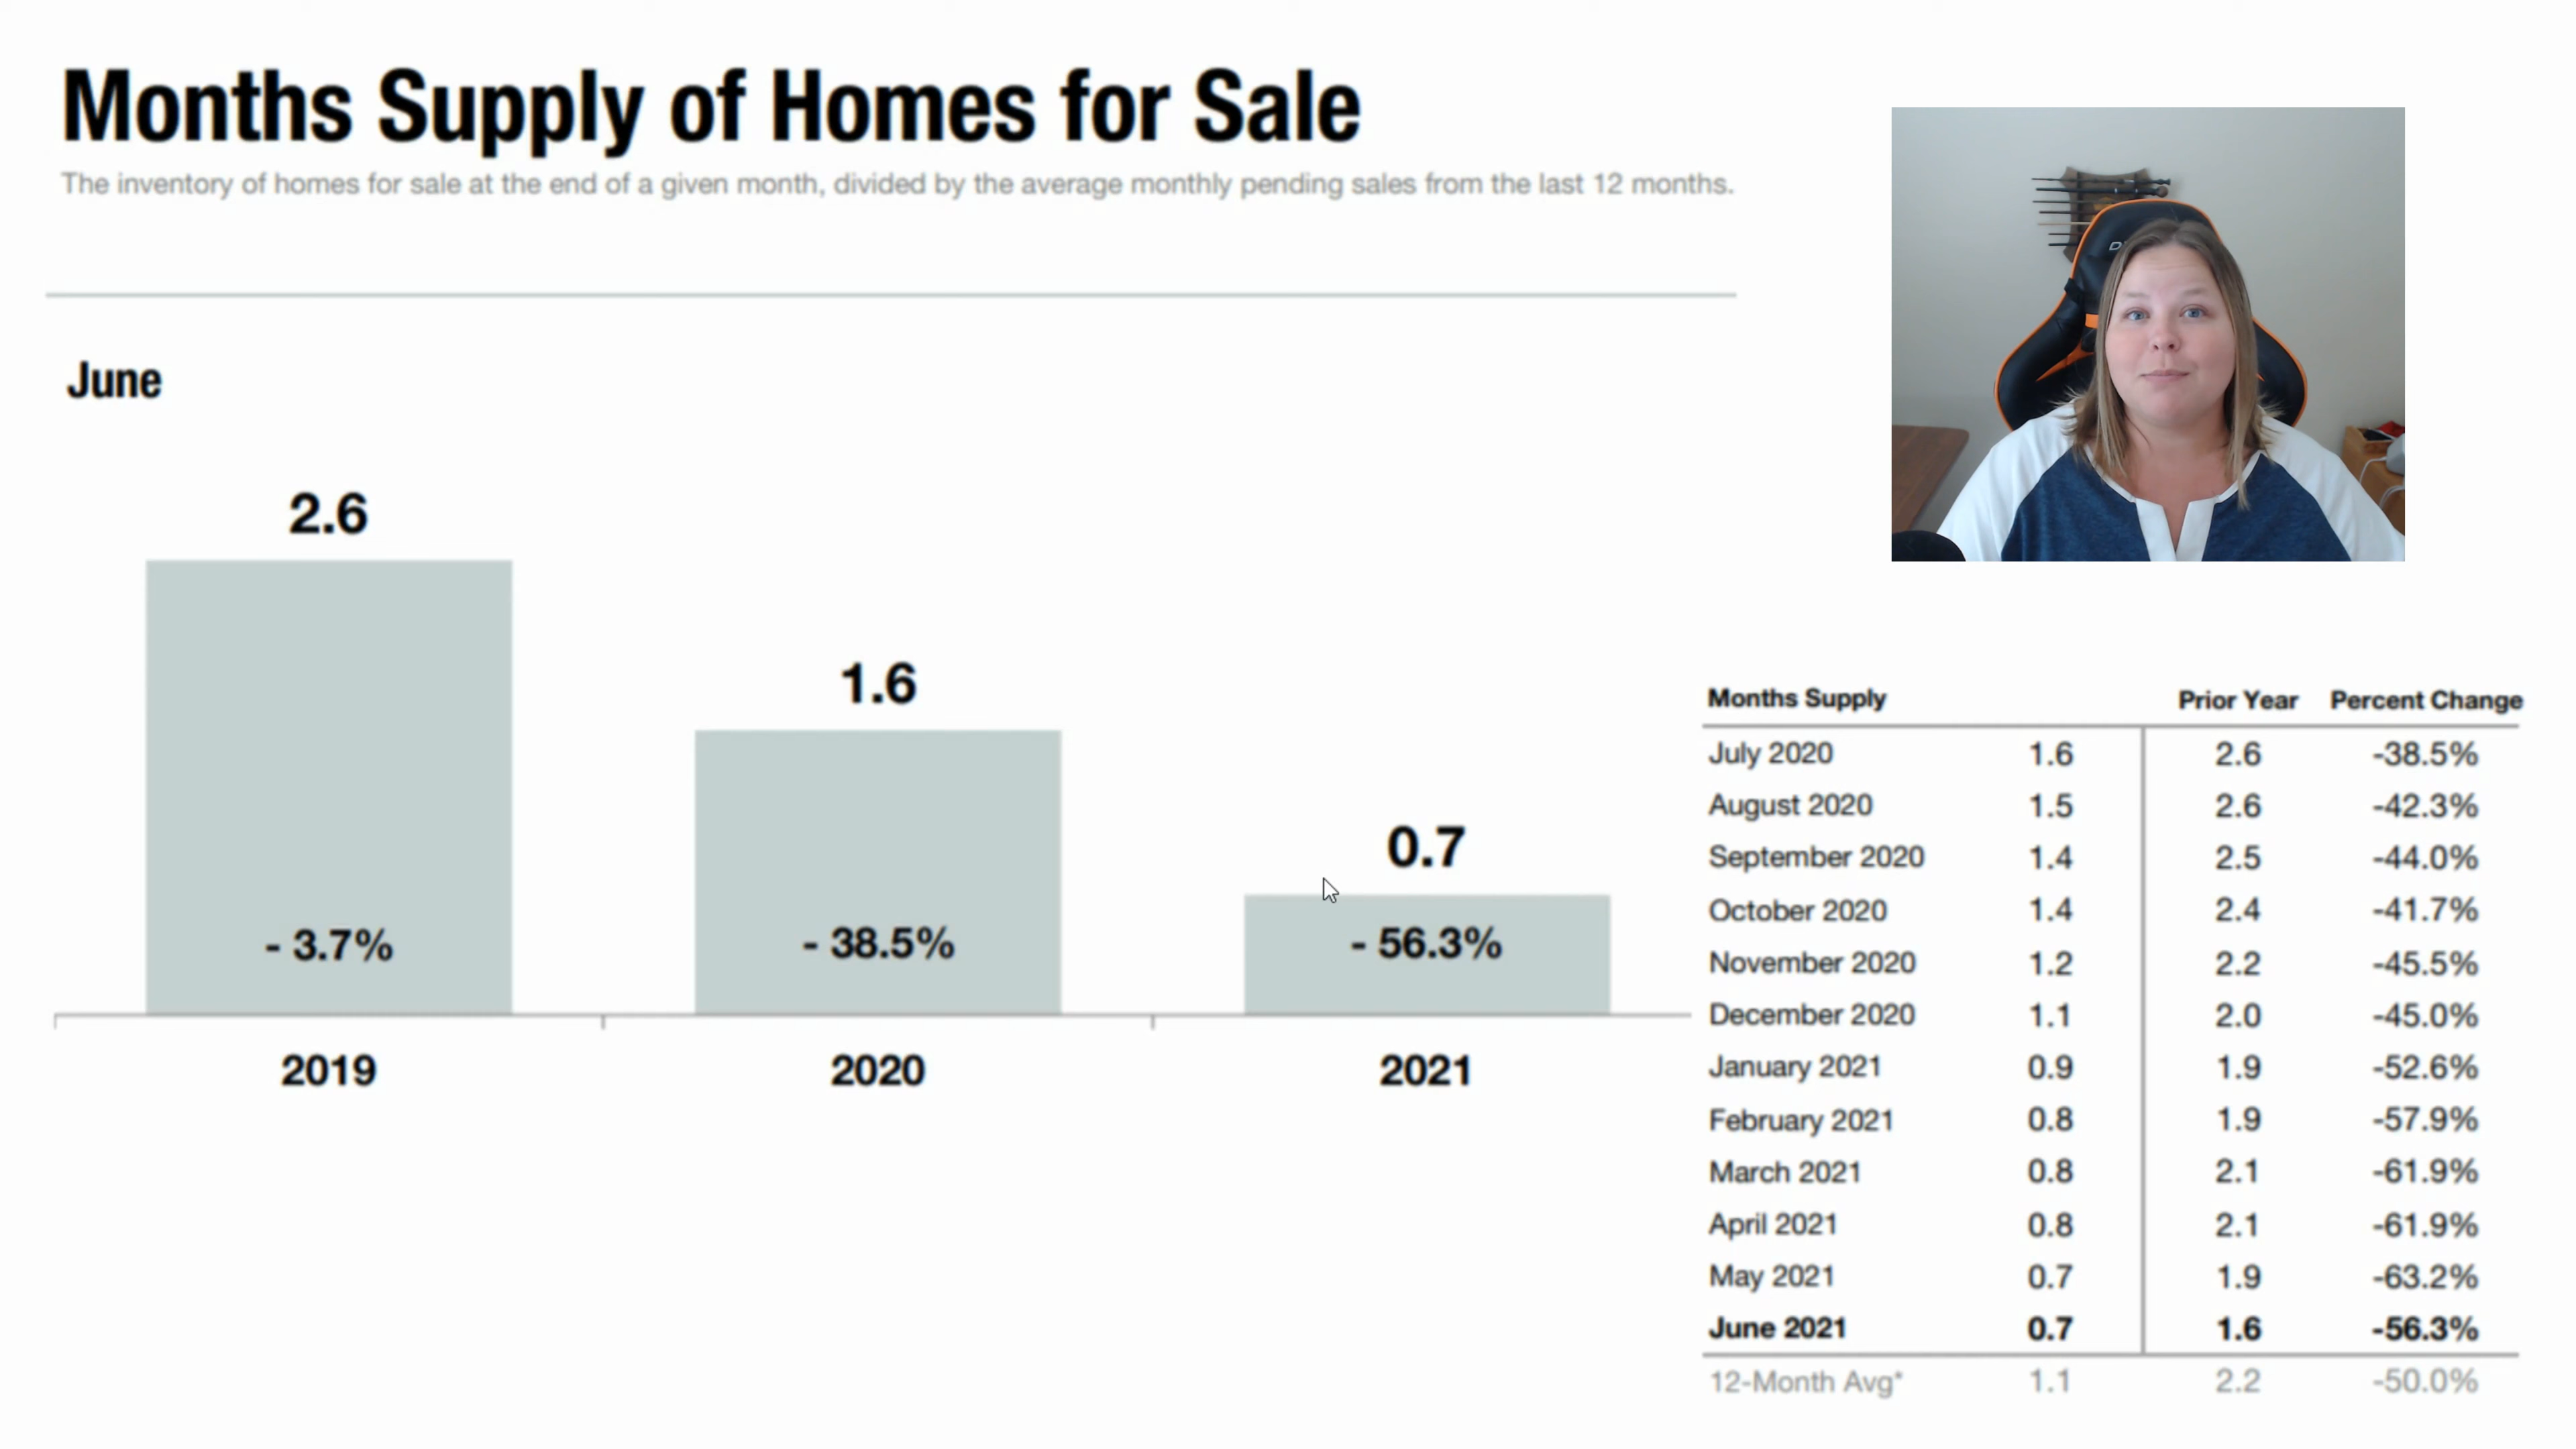 Months Supply of Homes for Sale
The inventory of homes for sale at the end of a given month, divided by the average monthly pending sales from the last 12 months.
June
2.6
1.6
0.7
- 3.7%
- 38.5%
- 56.3%
2019
2020
2021
Months Supply Prior Year Percent Change
July 2020 1.6 2.6 -38.5%
August 2020 1.5 2.6 -42.3%
September 2020 1.4 2.5 -44.0%
October 2020 1.4 2.4 -41.7%
November 2020 1.2 2.2 -45.5%
December 2020 1.1 2.0 -45.0%
January 2021 0.9 1.9 -52.6%
February 2021 0.8 1.9 -57.9%
March 2021 0.8 2.1 -61.9%
April 2021 0.8 2.1 -61.9%
May 2021 0.7 1.9 -63.2%
June 2021 0.7 1.6 -56.3%
12-Month Avg* 1.1 2.2 -50.0%